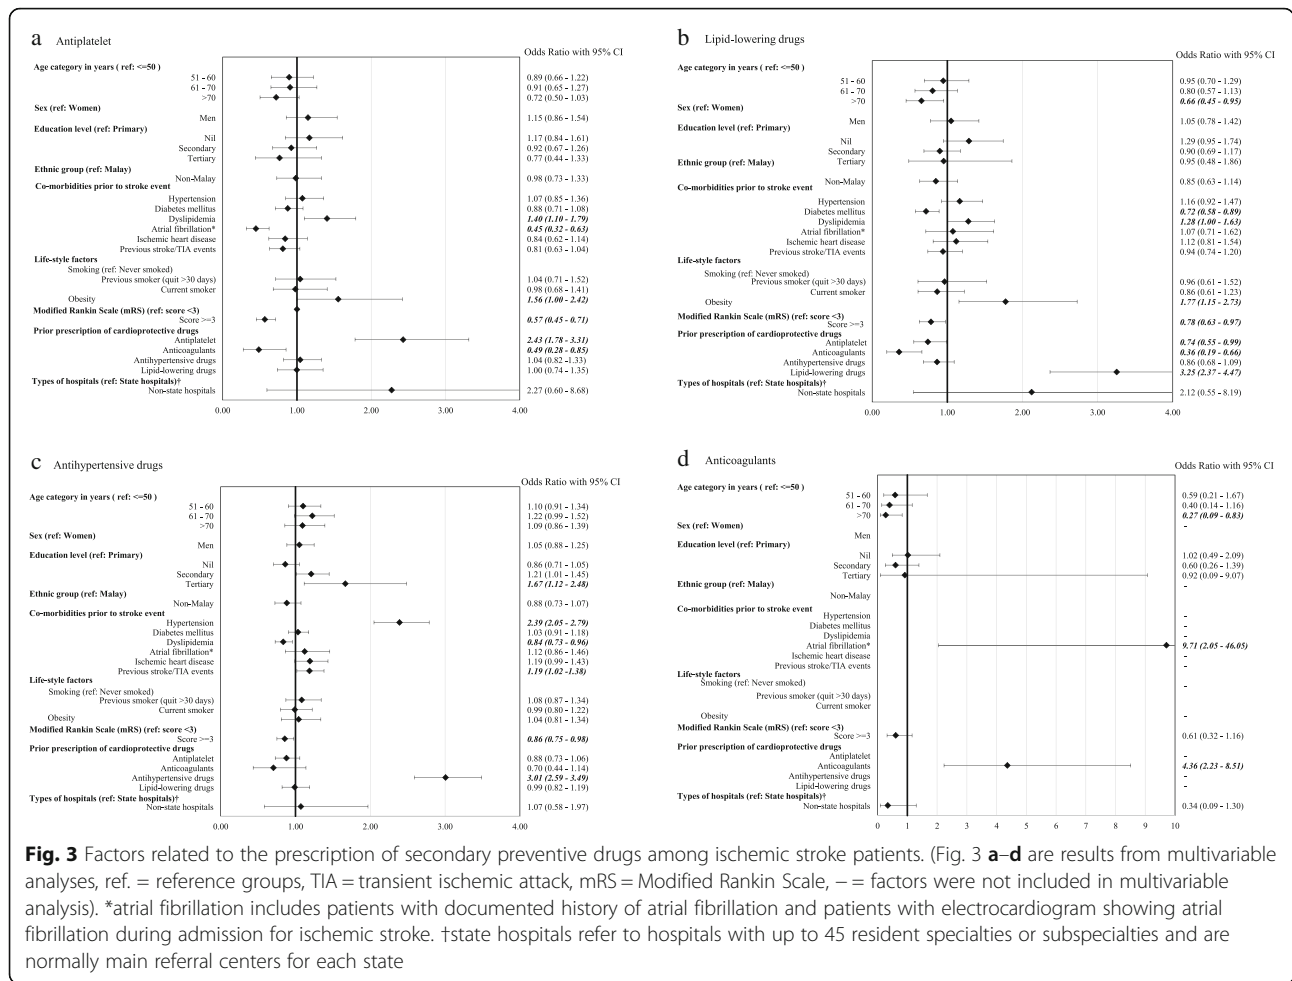 a Antiplatelet
Odds Ratio with 95% CI
Age category in years ( ref: <=50 )
51 - 60 0.89 (0.66 - 1.22)
61 - 70 0.91 (0.65 - 1.27)
>70 0.72 (0.50 - 1.03)
Sex (ref: Women)
Men 1.15 (0.86 - 1.54)
Education level (ref: Primary)
Nil 1.17 (0.84 - 1.61)
Secondary 0.92 (0.67 - 1.26)
Tertiary 0.77 (0.44 - 1.33)
Ethnic group (ref: Malay)
Non-Malay 0.98 (0.73 - 1.33)
Co-morbidities prior to stroke event
Hypertension 1.07 (0.85 - 1.36)
Diabetes mellitus 0.88 (0.71 - 1.08)
Dyslipidemia 1.40 (1.10 - 1.79)
Atrial fibrillation* 0.45 (0.32 - 0.63)
Ischemic heart disease 0.84 (0.62 - 1.14)
Previous stroke/TIA events 0.81 (0.63 - 1.04)
Life-style factors
Smoking (ref: Never smoked)
Previous smoker (quit >30 days) 1.04 (0.71 - 1.52)
Current smoker 0.98 (0.68 - 1.41)
Obesity 1.56 (1.00 - 2.42)
Modified Rankin Scale (mRS) (ref: score <3)
Score >=3 0.57 (0.45 - 0.71)
Prior prescription of cardioprotective drugs
Antiplatelet 2.43 (1.78 - 3.31)
Anticoagulants 0.49 (0.28 - 0.85)
Antihypertensive drugs 1.04 (0.82 -1.33)
Lipid-lowering drugs 1.00 (0.74 - 1.35)
Types of hospitals (ref: State hospitals)†
Non-state hospitals 2.27 (0.60 - 8.68)
0.00 1.00 2.00 3.00 4.00
b Lipid-lowering drugs
Odds Ratio with 95% CI
Age category in years ( ref: <=50 )
51 - 60 0.95 (0.70 - 1.29)
61 - 70 0.80 (0.57 - 1.13)
>70 0.66 (0.45 - 0.95)
Sex (ref: Women)
Men 1.05 (0.78 - 1.42)
Education level (ref: Primary)
Nil 1.29 (0.95 - 1.74)
Secondary 0.90 (0.69 - 1.17)
Tertiary 0.95 (0.48 - 1.86)
Ethnic group (ref: Malay)
Non-Malay 0.85 (0.63 - 1.14)
Co-morbidities prior to stroke event
Hypertension 1.16 (0.92 - 1.47)
Diabetes mellitus 0.72 (0.58 - 0.89)
Dyslipidemia 1.28 (1.00 - 1.63)
Atrial fibrillation* 1.07 (0.71 - 1.62)
Ischemic heart disease 1.12 (0.81 - 1.54)
Previous stroke/TIA events 0.94 (0.74 - 1.20)
Life-style factors
Smoking (ref: Never smoked)
Previous smoker (quit >30 days) 0.96 (0.61 - 1.52)
Current smoker 0.86 (0.61 - 1.23)
Obesity 1.77 (1.15 - 2.73)
Modified Rankin Scale (mRS) (ref: score <3)
Score >=3 0.78 (0.63 - 0.97)
Prior prescription of cardioprotective drugs
Antiplatelet 0.74 (0.55 - 0.99)
Anticoagulants 0.36 (0.19 - 0.66)
Antihypertensive drugs 0.86 (0.68 - 1.09)
Lipid-lowering drugs 3.25 (2.37 - 4.47)
Types of hospitals (ref: State hospitals)†
Non-state hospitals 2.12 (0.55 - 8.19)
0.00 1.00 2.00 3.00 4.00
c Antihypertensive drugs
Odds Ratio with 95% CI
Age category in years ( ref: <=50 )
51 - 60 1.10 (0.91 - 1.34)
61 - 70 1.22 (0.99 - 1.52)
>70 1.09 (0.86 - 1.39)
Sex (ref: Women)
Men 1.05 (0.88 - 1.25)
Education level (ref: Primary)
Nil 0.86 (0.71 - 1.05)
Secondary 1.21 (1.01 - 1.45)
Tertiary 1.67 (1.12 - 2.48)
Ethnic group (ref: Malay)
Non-Malay 0.88 (0.73 - 1.07)
Co-morbidities prior to stroke event
Hypertension 2.39 (2.05 - 2.79)
Diabetes mellitus 1.03 (0.91 - 1.18)
Dyslipidemia 0.84 (0.73 - 0.96)
Atrial fibrillation* 1.12 (0.86 - 1.46)
Ischemic heart disease 1.19 (0.99 - 1.43)
Previous stroke/TIA events 1.19 (1.02 -1.38)
Life-style factors
Smoking (ref: Never smoked)
Previous smoker (quit >30 days) 1.08 (0.87 - 1.34)
Current smoker 0.99 (0.80 - 1.22)
Obesity 1.04 (0.81 - 1.34)
Modified Rankin Scale (mRS) (ref: score <3)
Score >=3 0.86 (0.75 - 0.98)
Prior prescription of cardioprotective drugs
Antiplatelet 0.88 (0.73 - 1.06)
Anticoagulants 0.70 (0.44 - 1.14)
Antihypertensive drugs 3.01 (2.59 - 3.49)
Lipid-lowering drugs 0.99 (0.82 - 1.19)
Types of hospitals (ref: State hospitals)†
Non-state hospitals 1.07 (0.58 - 1.97)
0.00 1.00 2.00 3.00 4.00
d Anticoagulants
Odds Ratio with 95% CI
Age category in years ( ref: <=50 )
51 - 60 0.59 (0.21 - 1.67)
61 - 70 0.40 (0.14 - 1.16)
>70 0.27 (0.09 - 0.83)
Sex (ref: Women) -
Men
Education level (ref: Primary)
Nil 1.02 (0.49 - 2.09)
Secondary 0.60 (0.26 - 1.39)
Tertiary 0.92 (0.09 - 9.07)
Ethnic group (ref: Malay) -
Non-Malay
Co-morbidities prior to stroke event
Hypertension -
Diabetes mellitus -
Dyslipidemia -
Atrial fibrillation* 9.71 (2.05 - 46.05)
Ischemic heart disease -
Previous stroke/TIA events -
Life-style factors
Smoking (ref: Never smoked) -
Previous smoker (quit >30 days)
Current smoker
Obesity -
Modified Rankin Scale (mRS) (ref: score <3)
Score >=3 0.61 (0.32 - 1.16)
Prior prescription of cardioprotective drugs
Antiplatelet -
Anticoagulants 4.36 (2.23 - 8.51)
Antihypertensive drugs -
Lipid-lowering drugs -
Types of hospitals (ref: State hospitals)†
Non-state hospitals 0.34 (0.09 - 1.30)
0 1 2 3 4 5 6 7 8 9 10
Fig. 3 Factors related to the prescription of secondary preventive drugs among ischemic stroke patients. (Fig. 3 a–d are results from multivariable
analyses, ref. = reference groups, TIA = transient ischemic attack, mRS = Modified Rankin Scale, − = factors were not included in multivariable
analysis). *atrial fibrillation includes patients with documented history of atrial fibrillation and patients with electrocardiogram showing atrial
fibrillation during admission for ischemic stroke. †state hospitals refer to hospitals with up to 45 resident specialties or subspecialties and are
normally main referral centers for each state